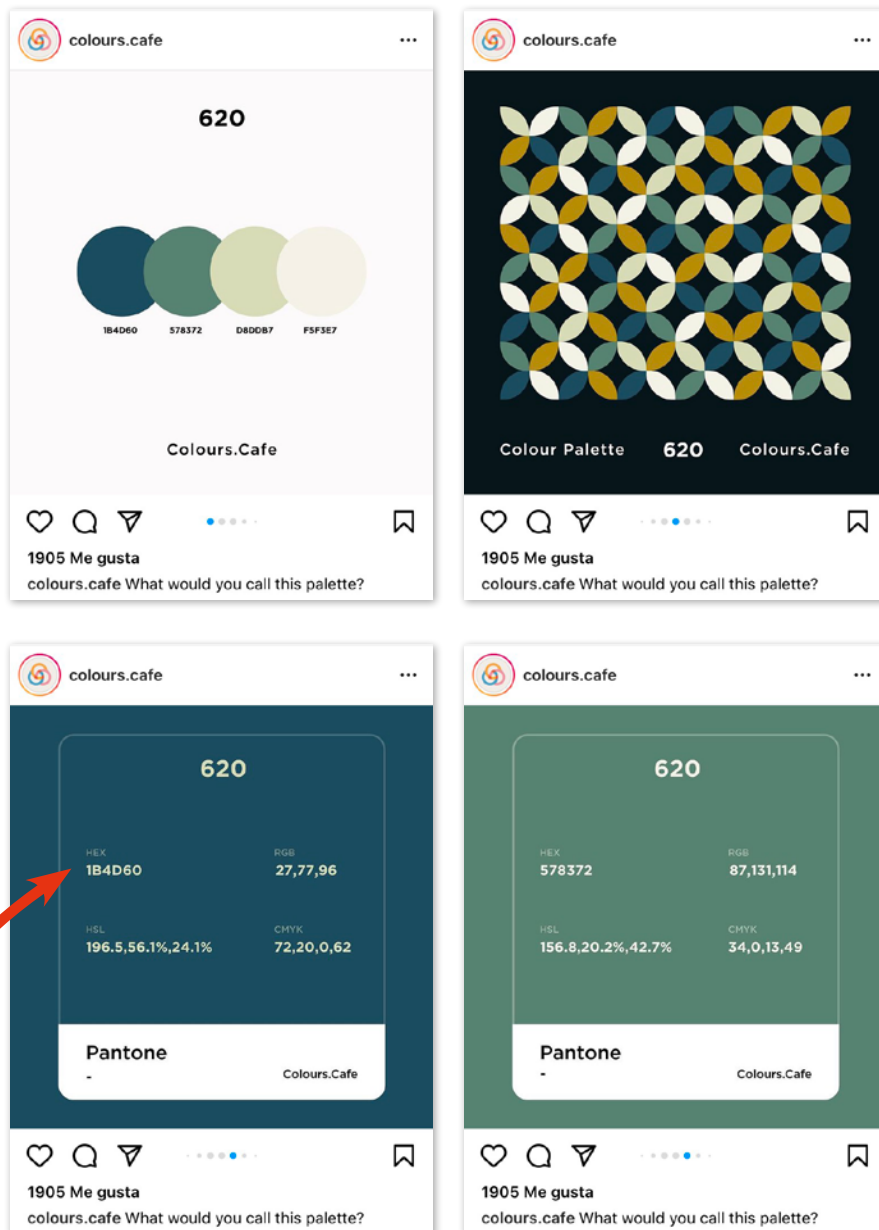 colours.cafe
620
1B4D60 578372 D8DDB7 F5F3E7
Colours.Cafe
1905 Me gusta
colours.cafe What would you call this palette?
colours.cafe
Colour Palette 620 Colours.Cafe
1905 Me gusta
colours.cafe What would you call this palette?
colours.cafe
620
HEX RGB
1B4D60 27,77,96
HSL CMYK
196.5,56.1%,24.1% 72,20,0,62
Pantone
-
Colours.Cafe
1905 Me gusta
colours.cafe What would you call this palette?
colours.cafe
620
HEX RGB
578372 87,131,114
HSL CMYK
156.8,20.2%,42.7% 34,0,13,49
Pantone
-
Colours.Cafe
1905 Me gusta
colours.cafe What would you call this palette?